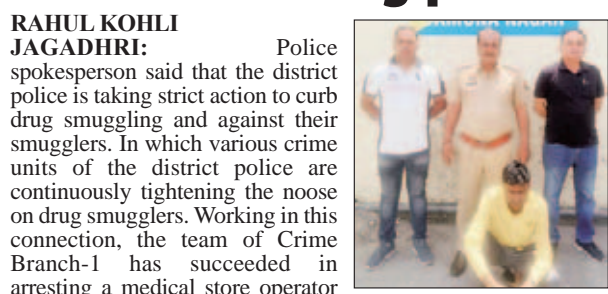 RAHUL KOHLI
JAGADHRI: Police
spokesperson said that the district
police is taking strict action to curb
drug smuggling and against their
smugglers. In which various crime
units of the district police are
continuously tightening the noose
on drug smugglers. Working in this
connection, the team of Crime
Branch-1 has succeeded in
arresting a medical store operator
NAGAR